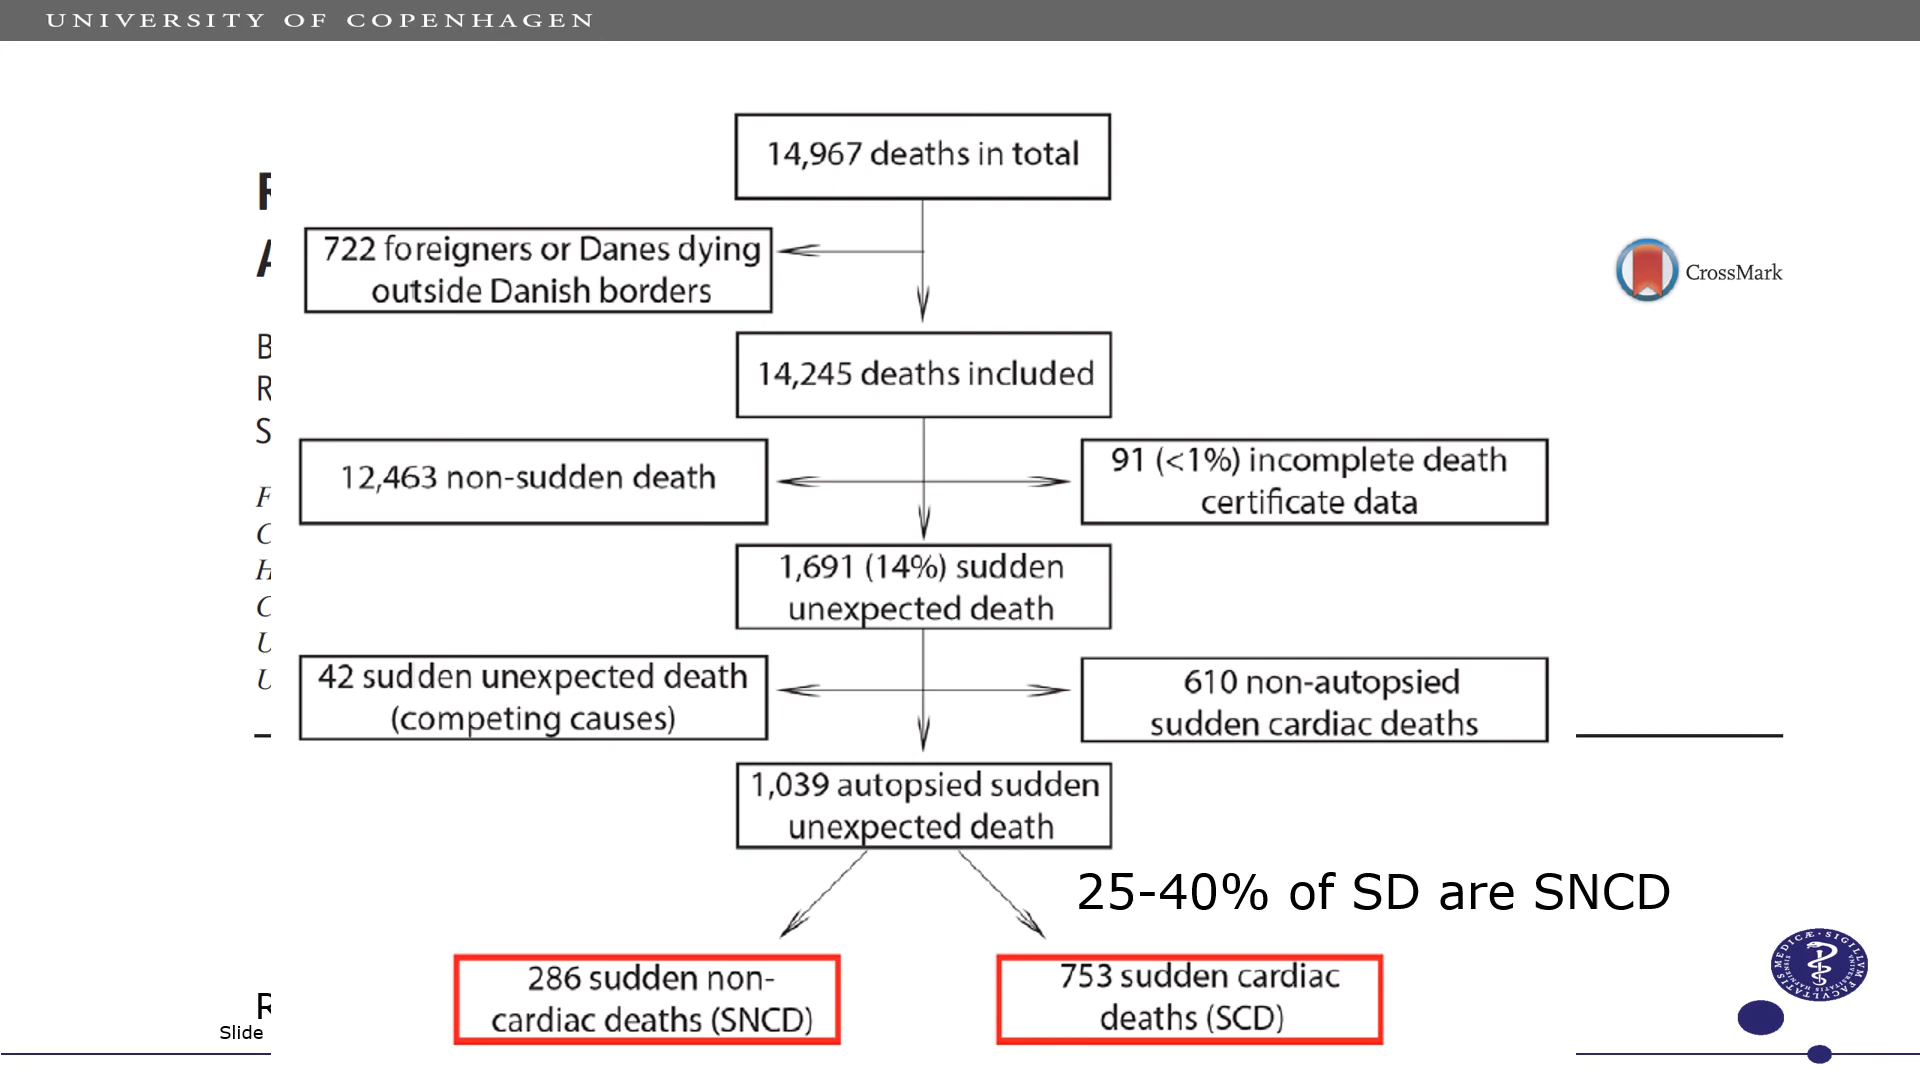 UNIVERSITY OF COPENHAGEN
14,967 deaths in total
722 foreigners or Danes dying
outside Danish borders
CrossMark
14,245 deaths included
12,463 non-sudden death
91 (<1%) incomplete death
certificate data
1,691 (14%) sudden
unexpected death
42 sudden unexpected death
(competing causes)
610 non-autopsied
sudden cardiac deaths
1,039 autopsied sudden
unexpected death
25-40% of SD are SNCD
286 sudden non-
cardiac deaths (SNCD)
753 sudden cardiac
deaths (SCD)
Slide